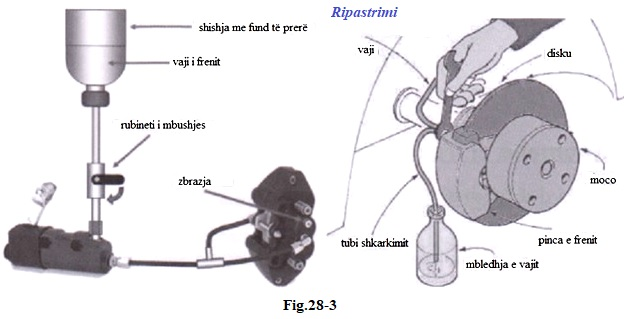 Ripastrimi
shishja me fund të prerë
vaji i frenit
rubineti i mbushjes
zbrazja
vaji
disku
moco
pinca e frenit
tubi shkarkimit
mbledhja e vajit
Fig.28-3